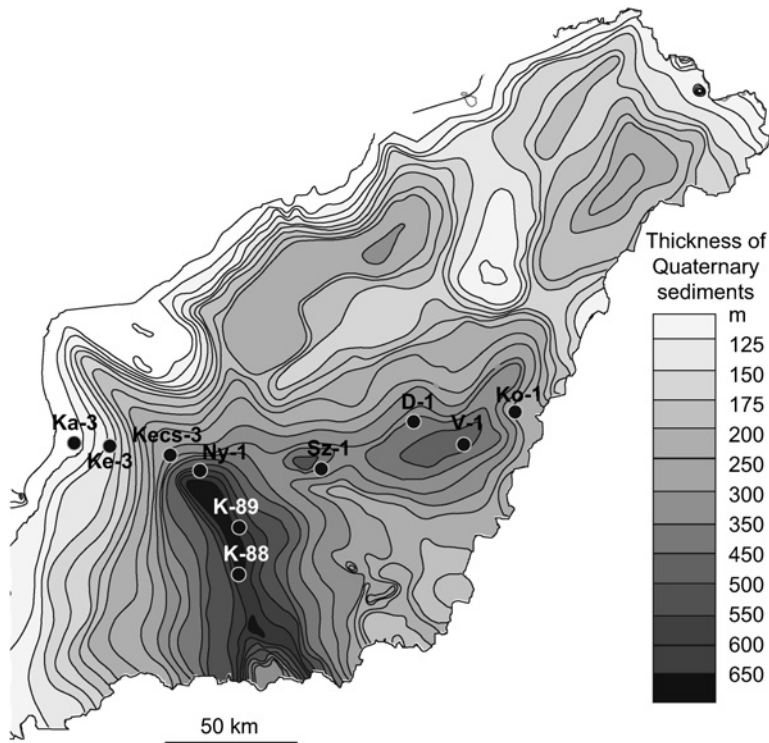 Thickness of
Quaternary
sediments
m
125
150
175
200
250
300
350
450
500
550
600
650
Ka-3
Ke-3
Kecs-3
Ny-1
Sz-1
D-1
V-1
Ko-1
K-89
K-88
50 km